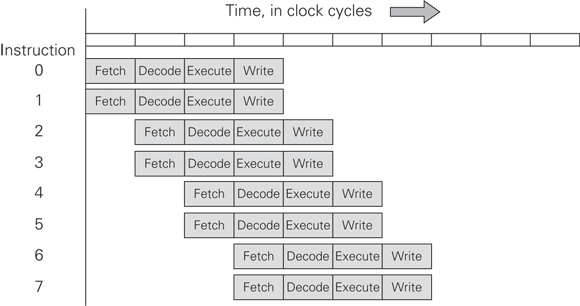 Time, in clock cycles
Instruction
0 Fetch Decode Execute Write
1 Fetch Decode Execute Write
2 Fetch Decode Execute Write
3 Fetch Decode Execute Write
4 Fetch Decode Execute Write
5 Fetch Decode Execute Write
6 Fetch Decode Execute Write
7 Fetch Decode Execute Write